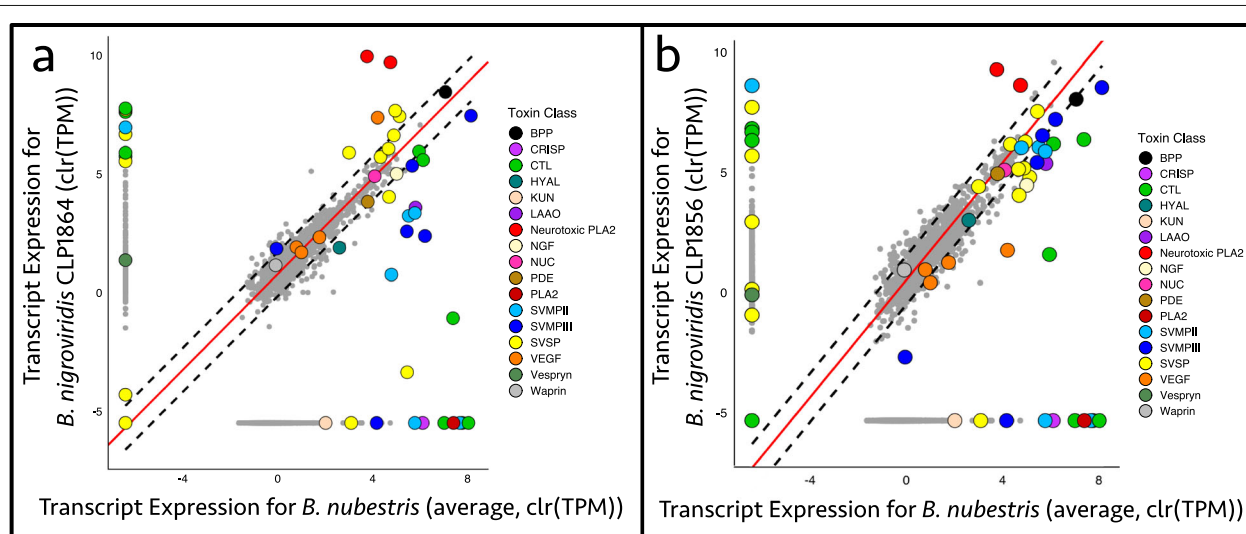 a
Transcript Expression for
B. nigroviridis CLP1864 (clr(TPM))
10
5
0
-5
-4
0
4
8
Transcript Expression for B. nubestris (average, clr(TPM))
Toxin Class
BPP
CRISP
CTL
HYAL
KUN
LAAO
Neurotoxic PLA2
NGF
NUC
PDE
PLA2
SVMPII
SVMPIII
SVSP
VEGF
Vespryn
Waprin
b
Transcript Expression for
B. nigroviridis CLP1856 (clr(TPM))
10
5
0
-5
-4
0
4
8
Transcript Expression for B. nubestris (average, clr(TPM))
Toxin Class
BPP
CRISP
CTL
HYAL
KUN
LAAO
Neurotoxic PLA2
NGF
NUC
PDE
PLA2
SVMPII
SVMPIII
SVSP
VEGF
Vespryn
Waprin